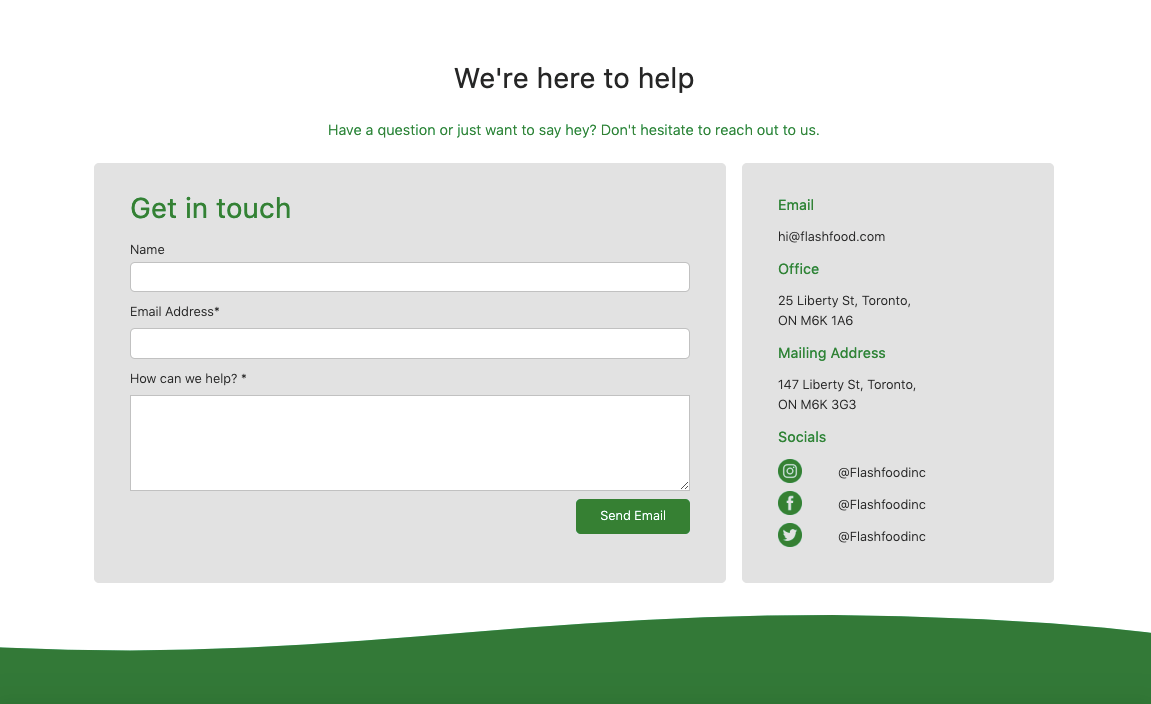 We're here to help
Have a question or just want to say hey? Don't hesitate to reach out to us.
Get in touch
Name
Email Address*
How can we help? *
Send Email
Email
hi@flashfood.com
Office
25 Liberty St, Toronto,
ON M6K 1A6
Mailing Address
147 Liberty St, Toronto,
ON M6K 3G3
Socials
@Flashfoodinc
@Flashfoodinc
@Flashfoodinc